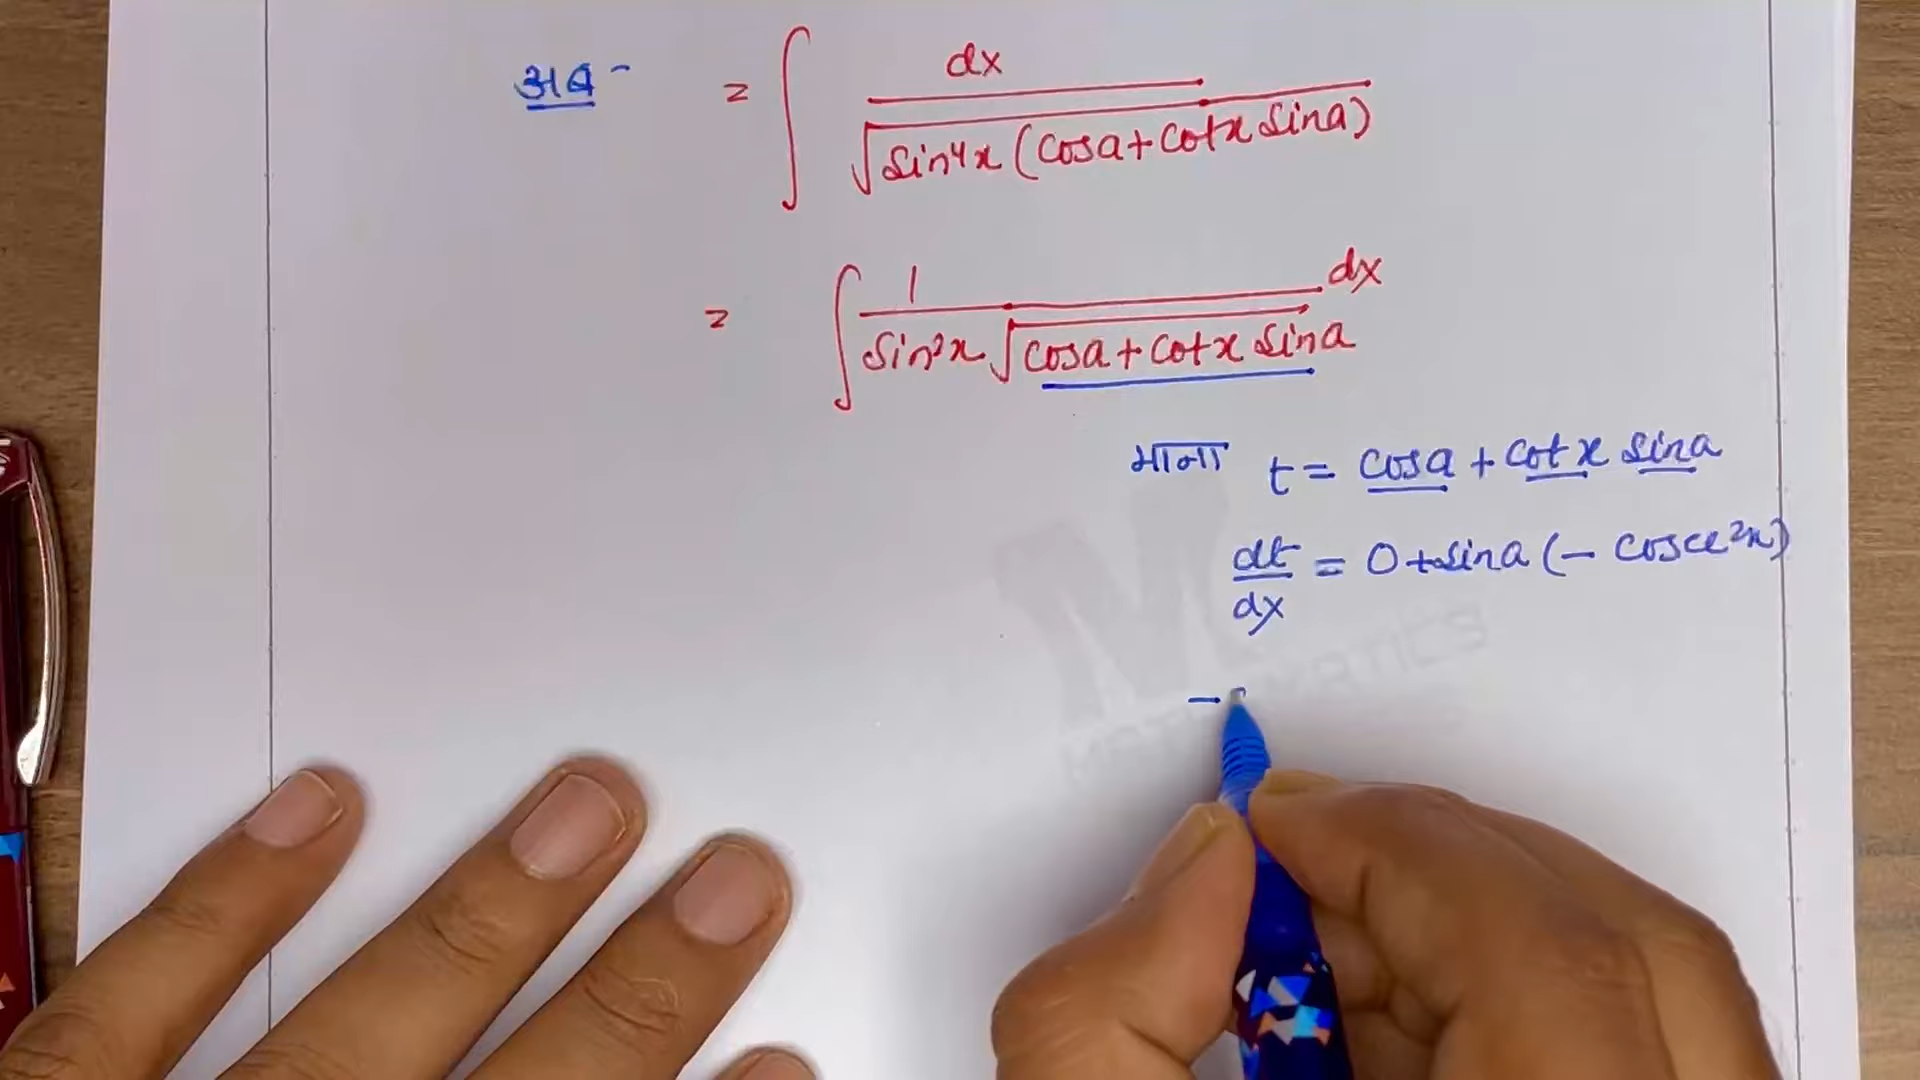 अब - = ∫ dx / √(sin⁴x (cosa + cotx sina))
= ∫ 1 / (sin²x √(cosa + cotx sina)) dx
माना t = cosa + cotx sina
dt/dx = 0 + sina (- cosec²x)
-
MATHEMATICS